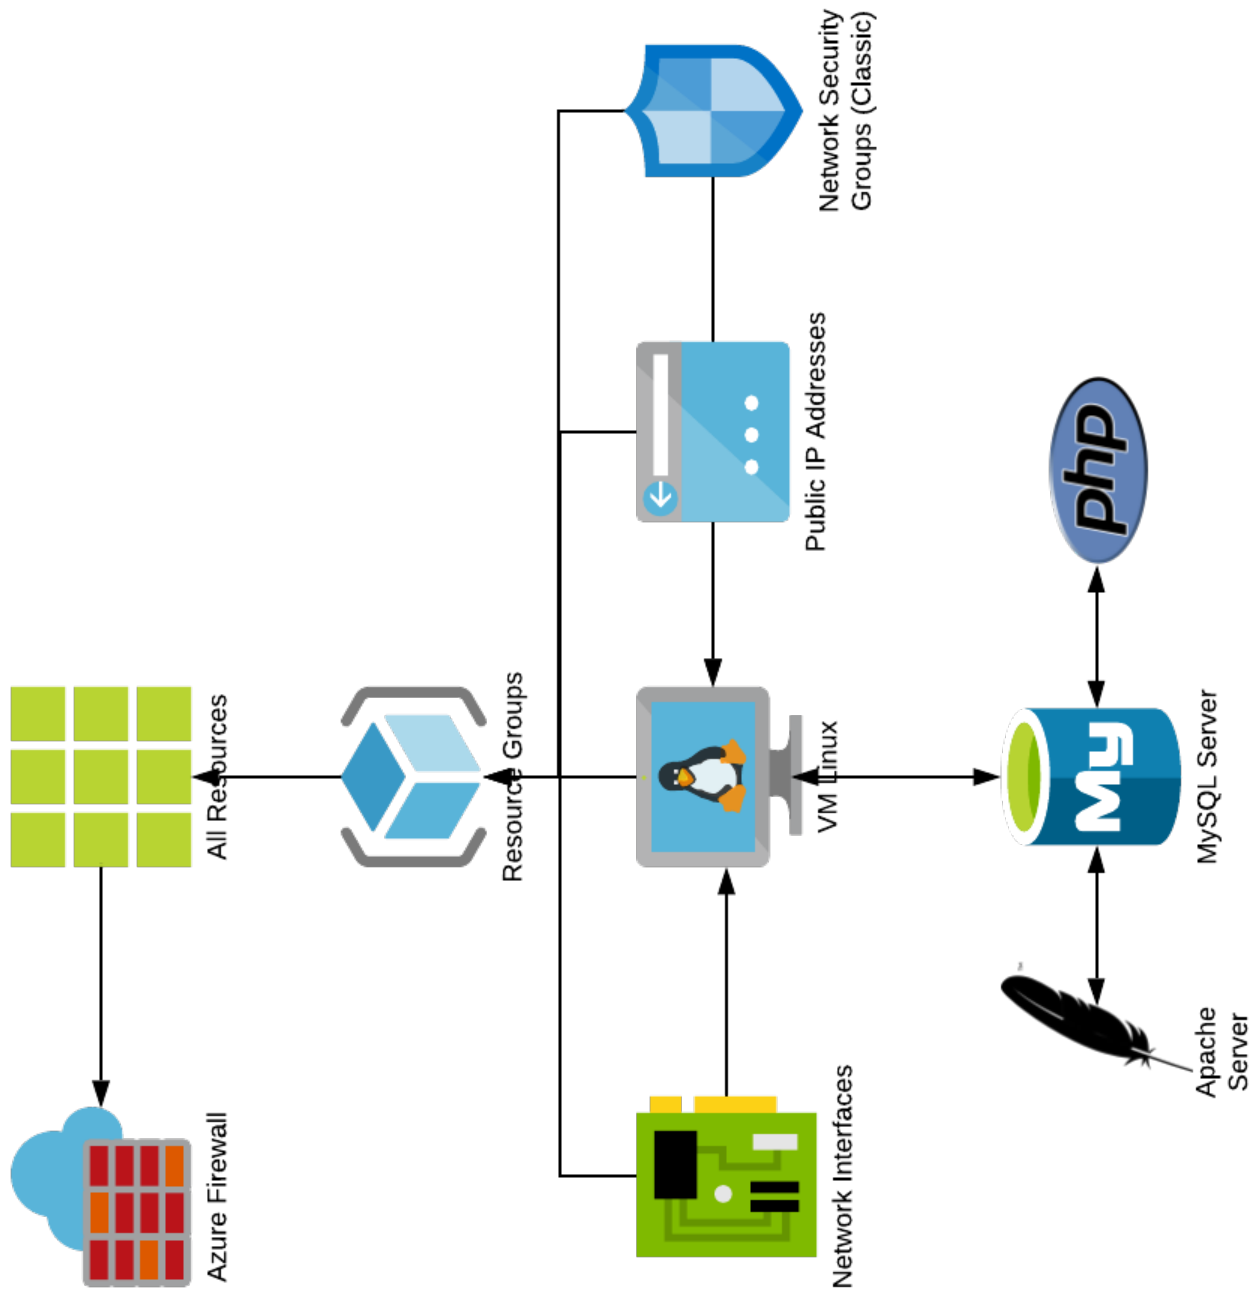 Azure Firewall
All Resources
Resource Groups
Network Interfaces
VM Linux
Public IP Addresses
Network Security
Groups (Classic)
Apache
Server
My
MySQL Server
php